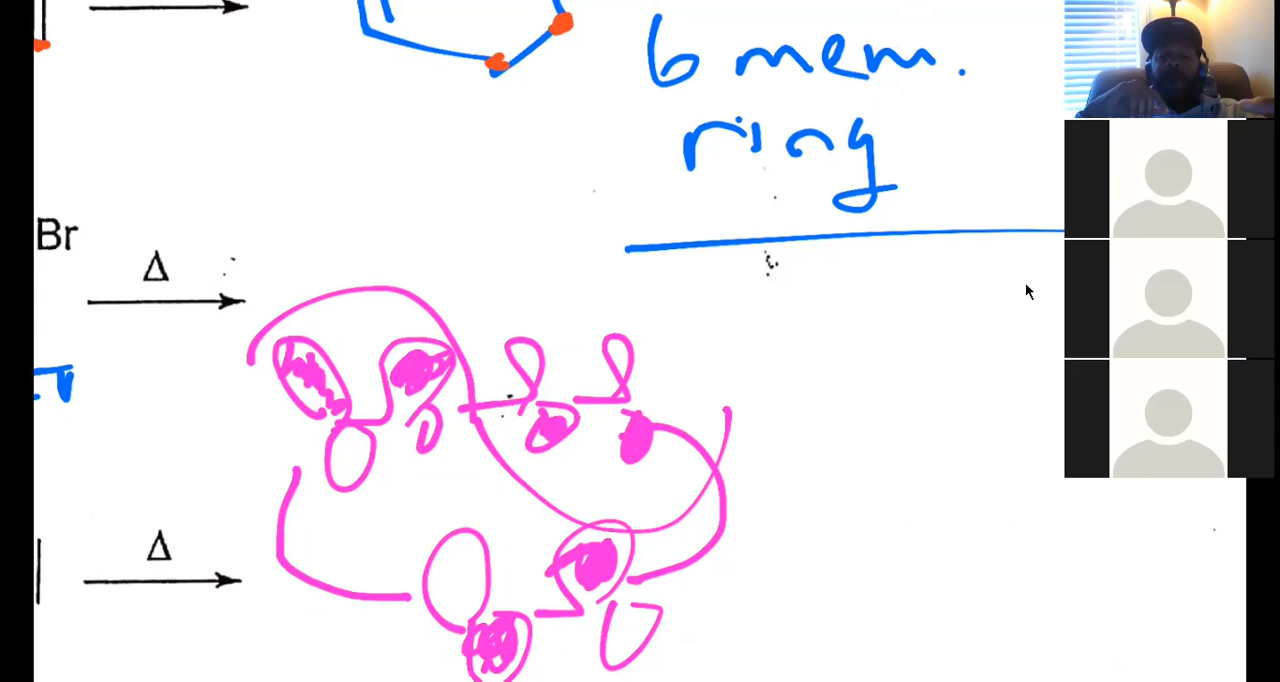 6 mem.
ring
Br
Δ
Δ